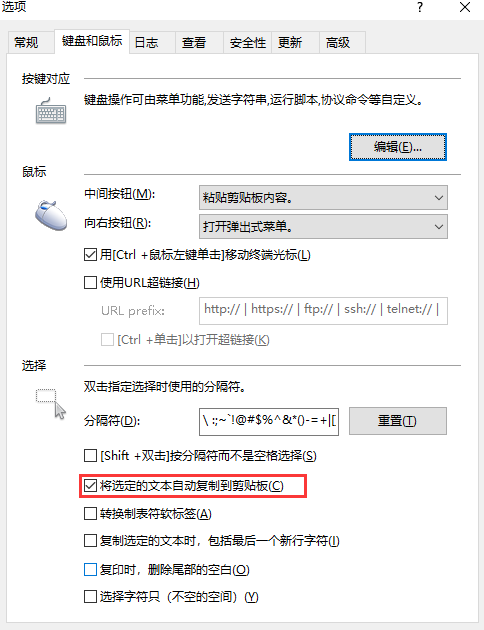 选项
?
常规 键盘和鼠标 日志 查看 安全性 更新 高级
按键对应
键盘操作可由菜单功能,发送字符串,运行脚本,协议命令等自定义。
编辑(E)...
鼠标
中间按钮(M): 粘贴剪贴板内容。
向右按钮(R): 打开弹出式菜单。
用[Ctrl +鼠标左键单击]移动终端光标(L)
使用URL超链接(H)
URL prefix: http:// | https:// | ftp:// | ssh:// | telnet:// |
[Ctrl +单击]以打开超链接(K)
选择
双击指定选择时使用的分隔符。
分隔符(D): \ :;~`!@#$%^&*()-=+|[ 重置(T)
[Shift +双击]按分隔符而不是空格选择(S)
将选定的文本自动复制到剪贴板(C)
转换制表符软标签(A)
复制选定的文本时，包括最后一个新行字符(I)
复印时，删除尾部的空白(O)
选择字符只（不空的空间）(Y)